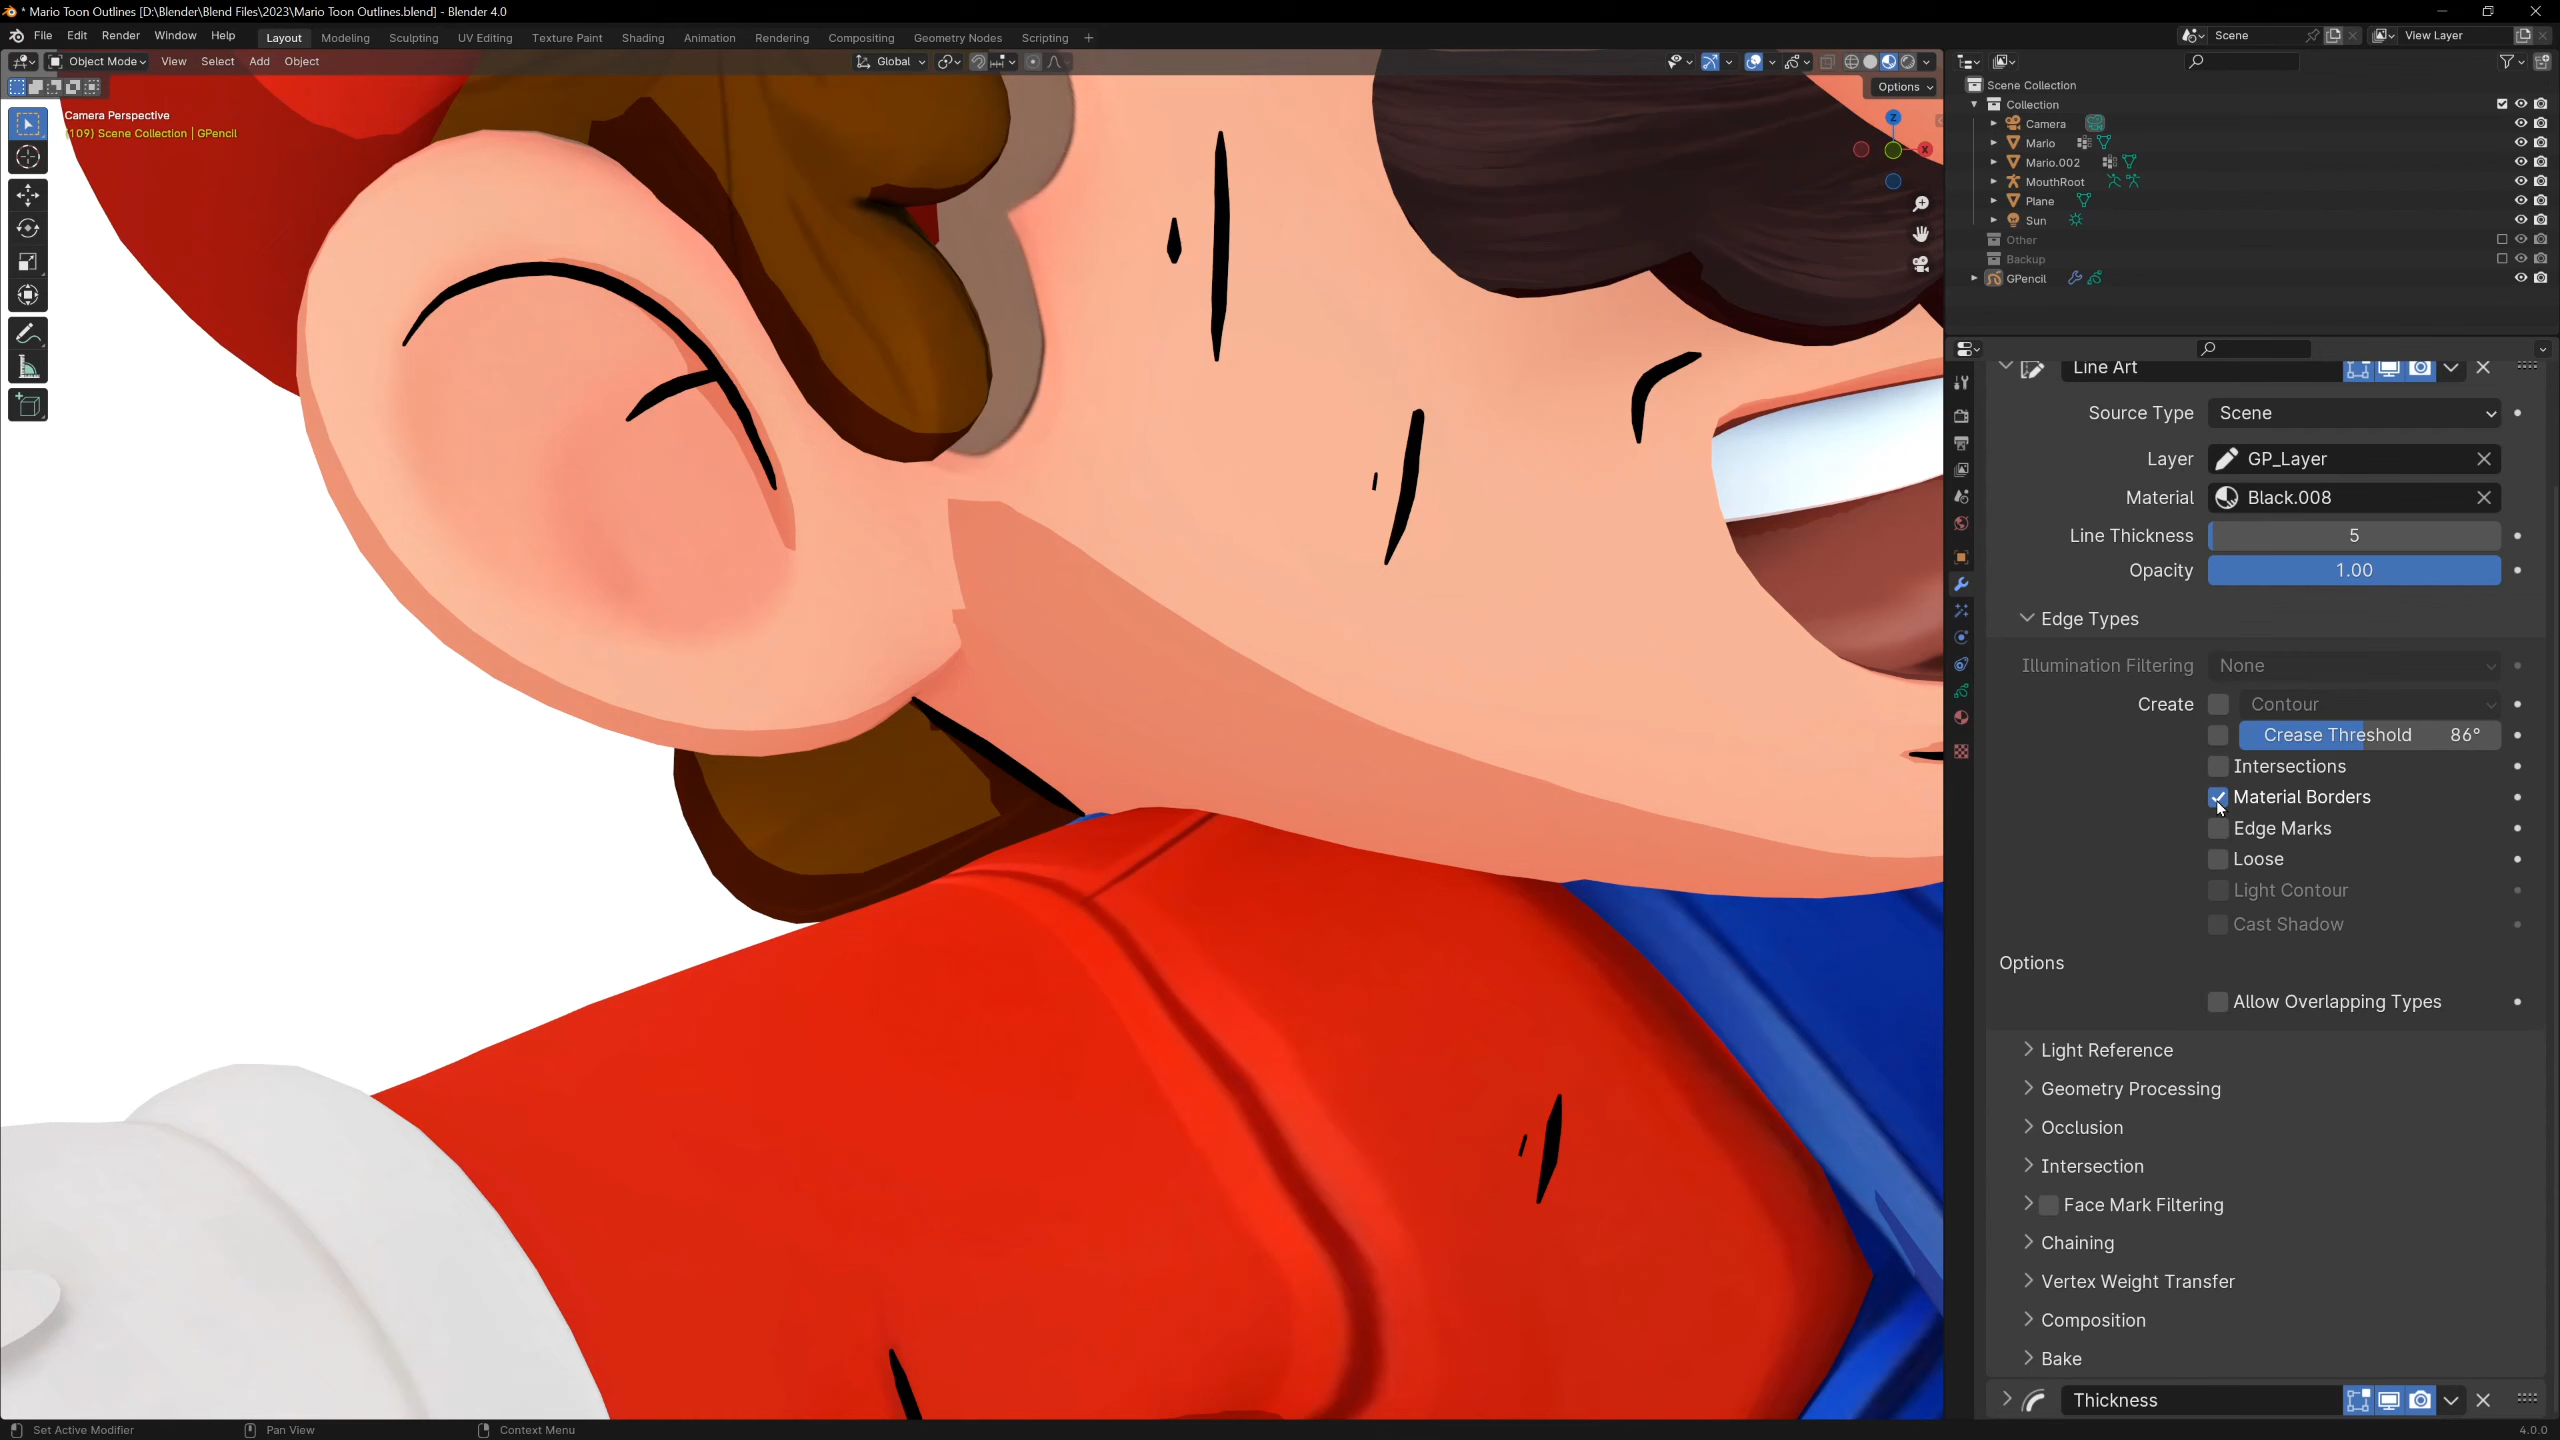 * Mario Toon Outlines [D:\Blender\Blend Files\2023\Mario Toon Outlines.blend] - Blender 4.0
File Edit Render Window Help Layout Modeling Sculpting UV Editing Texture Paint Shading Animation Rendering Compositing Geometry Nodes Scripting + Scene View Layer
Object Mode View Select Add Object Global
Options
Camera Perspective
(109) Scene Collection | GPencil
Z
X
Scene Collection
Collection
Camera
Mario
Mario.002
MouthRoot
Plane
Sun
Other
Backup
GPencil
Line Art
Source Type Scene
Layer GP_Layer
Material Black.008
Line Thickness 5
Opacity 1.00
Edge Types
Illumination Filtering None
Create Contour
Crease Threshold 86°
Intersections
Material Borders
Edge Marks
Loose
Light Contour
Cast Shadow
Options
Allow Overlapping Types
Light Reference
Geometry Processing
Occlusion
Intersection
Face Mark Filtering
Chaining
Vertex Weight Transfer
Composition
Bake
Thickness
Set Active Modifier Pan View Context Menu 4.0.0